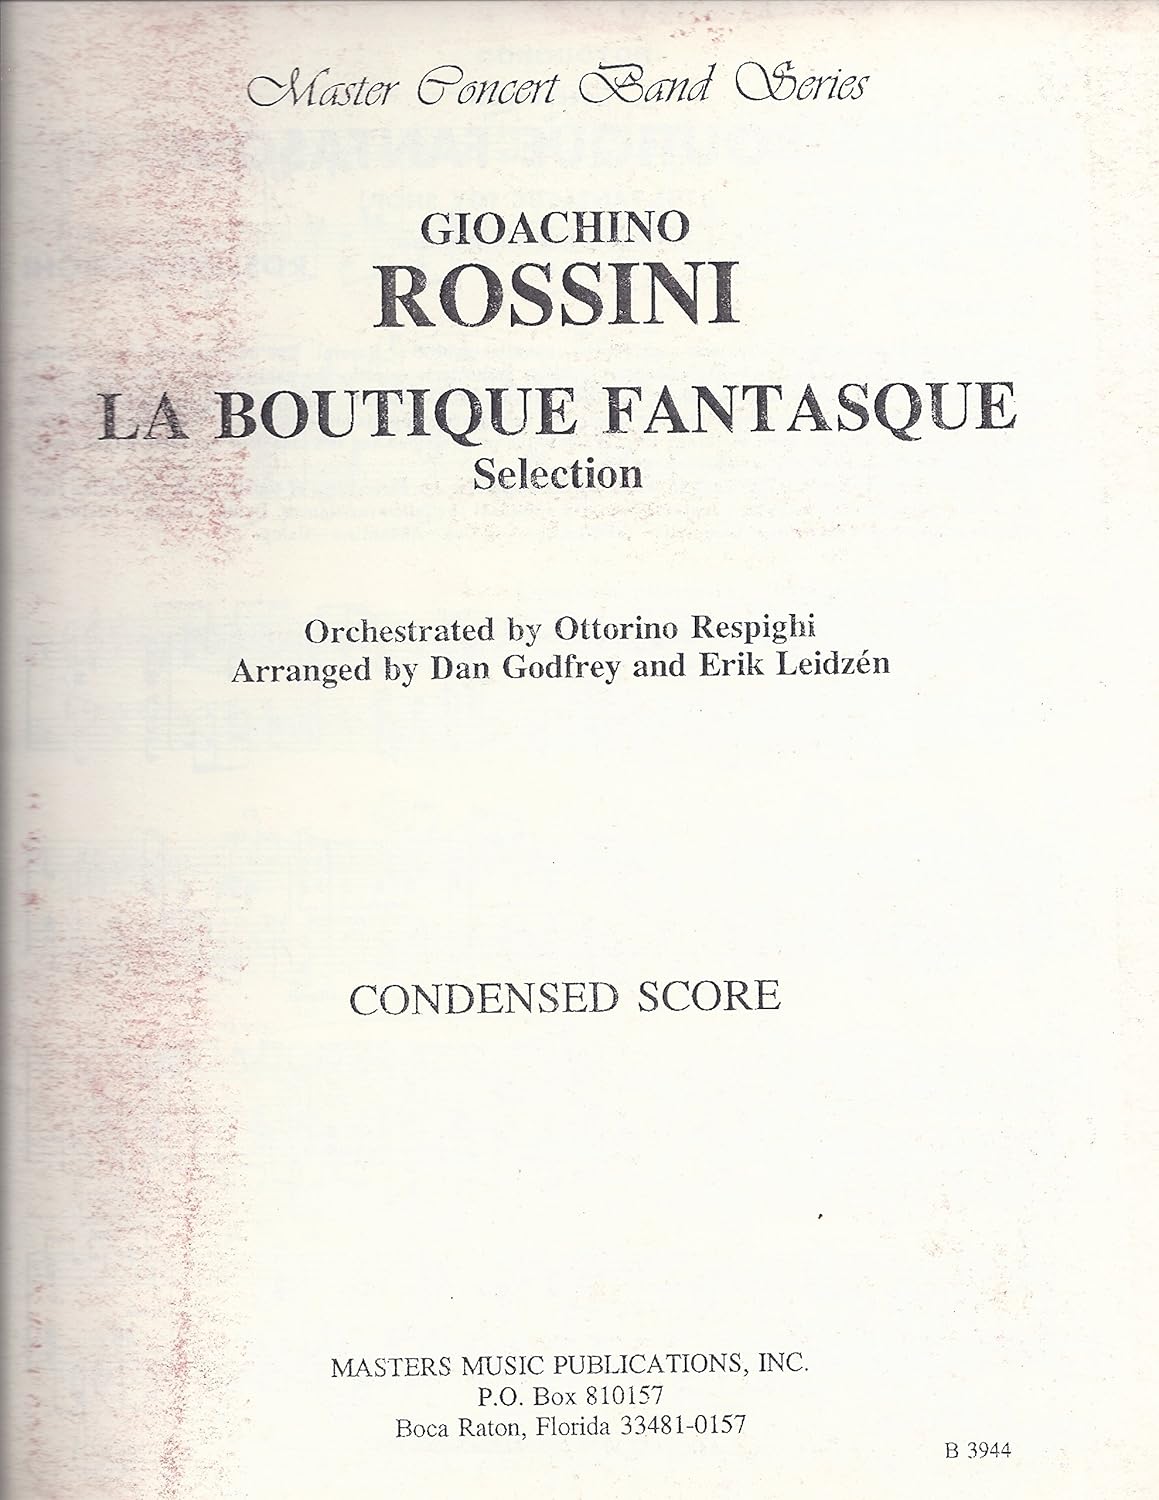 Master Concert Band Series
GIOACHINO
ROSSINI
LA BOUTIQUE FANTASQUE
Selection
Orchestrated by Ottorino Respighi
Arranged by Dan Godfrey and Erik Leidzén
CONDENSED SCORE
MASTERS MUSIC PUBLICATIONS, INC.
P.O. Box 810157
Boca Raton, Florida 33481-0157
B 3944